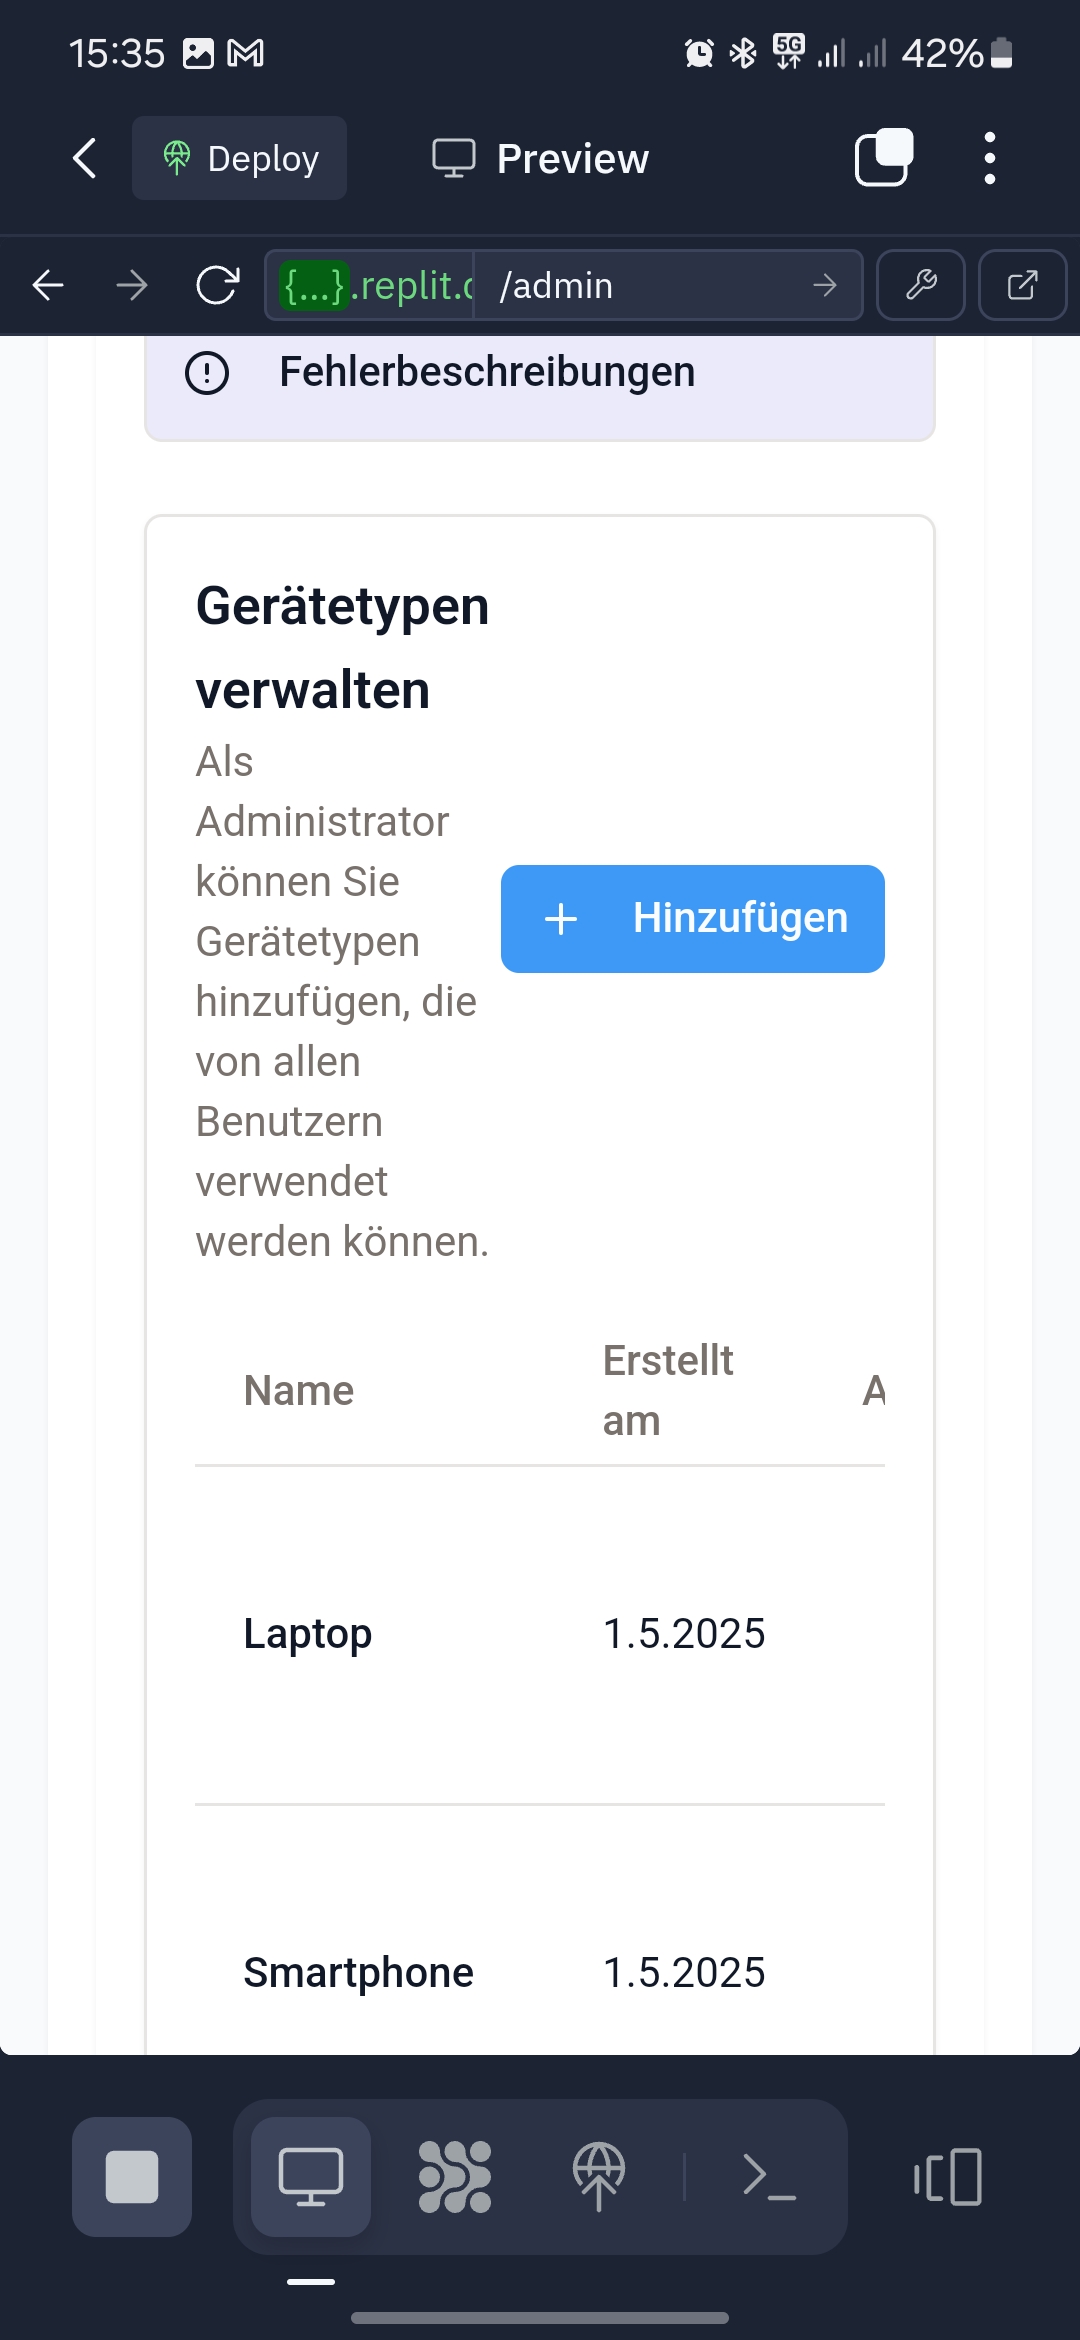 15:35
5G
42%
Deploy
Preview
{...}.replit.
/admin
Fehlerbeschreibungen
Gerätetypen
verwalten
Als
Administrator
können Sie
Gerätetypen
hinzufügen, die
von allen
Benutzern
verwendet
werden können.
+ Hinzufügen
Name
Erstellt
am
A
Laptop
1.5.2025
Smartphone
1.5.2025